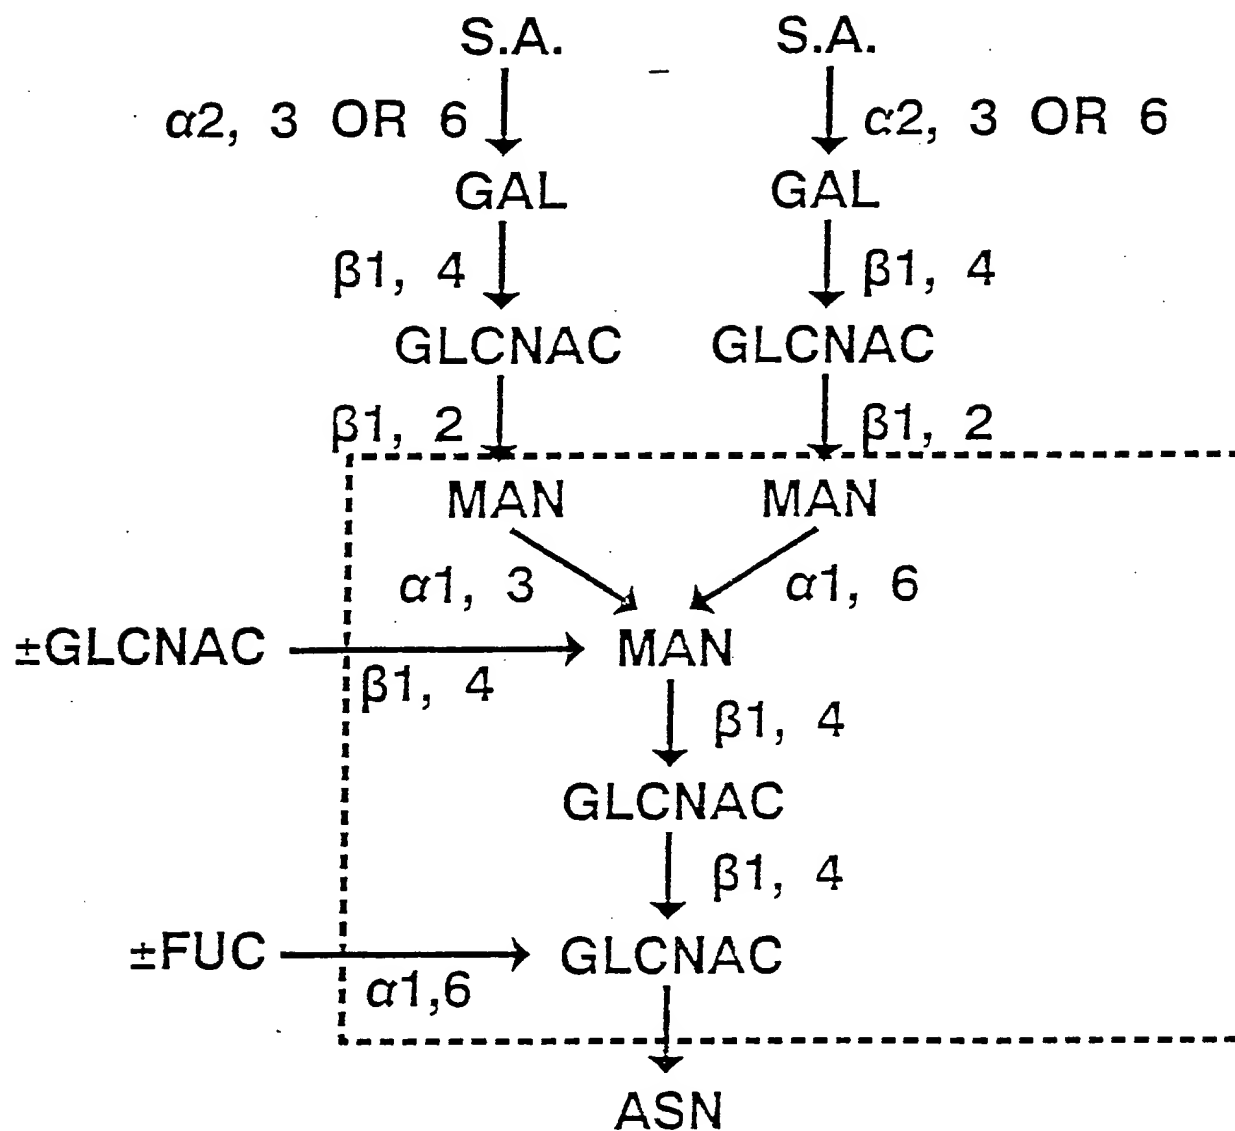 S.A. S.A.
α2, 3 OR 6 α2, 3 OR 6
GAL GAL
β1, 4 β1, 4
GLCNAC GLCNAC
β1, 2 β1, 2
MAN MAN
α1, 3 α1, 6
±GLCNAC MAN
β1, 4 β1, 4
GLCNAC
β1, 4
±FUC GLCNAC
α1,6
ASN